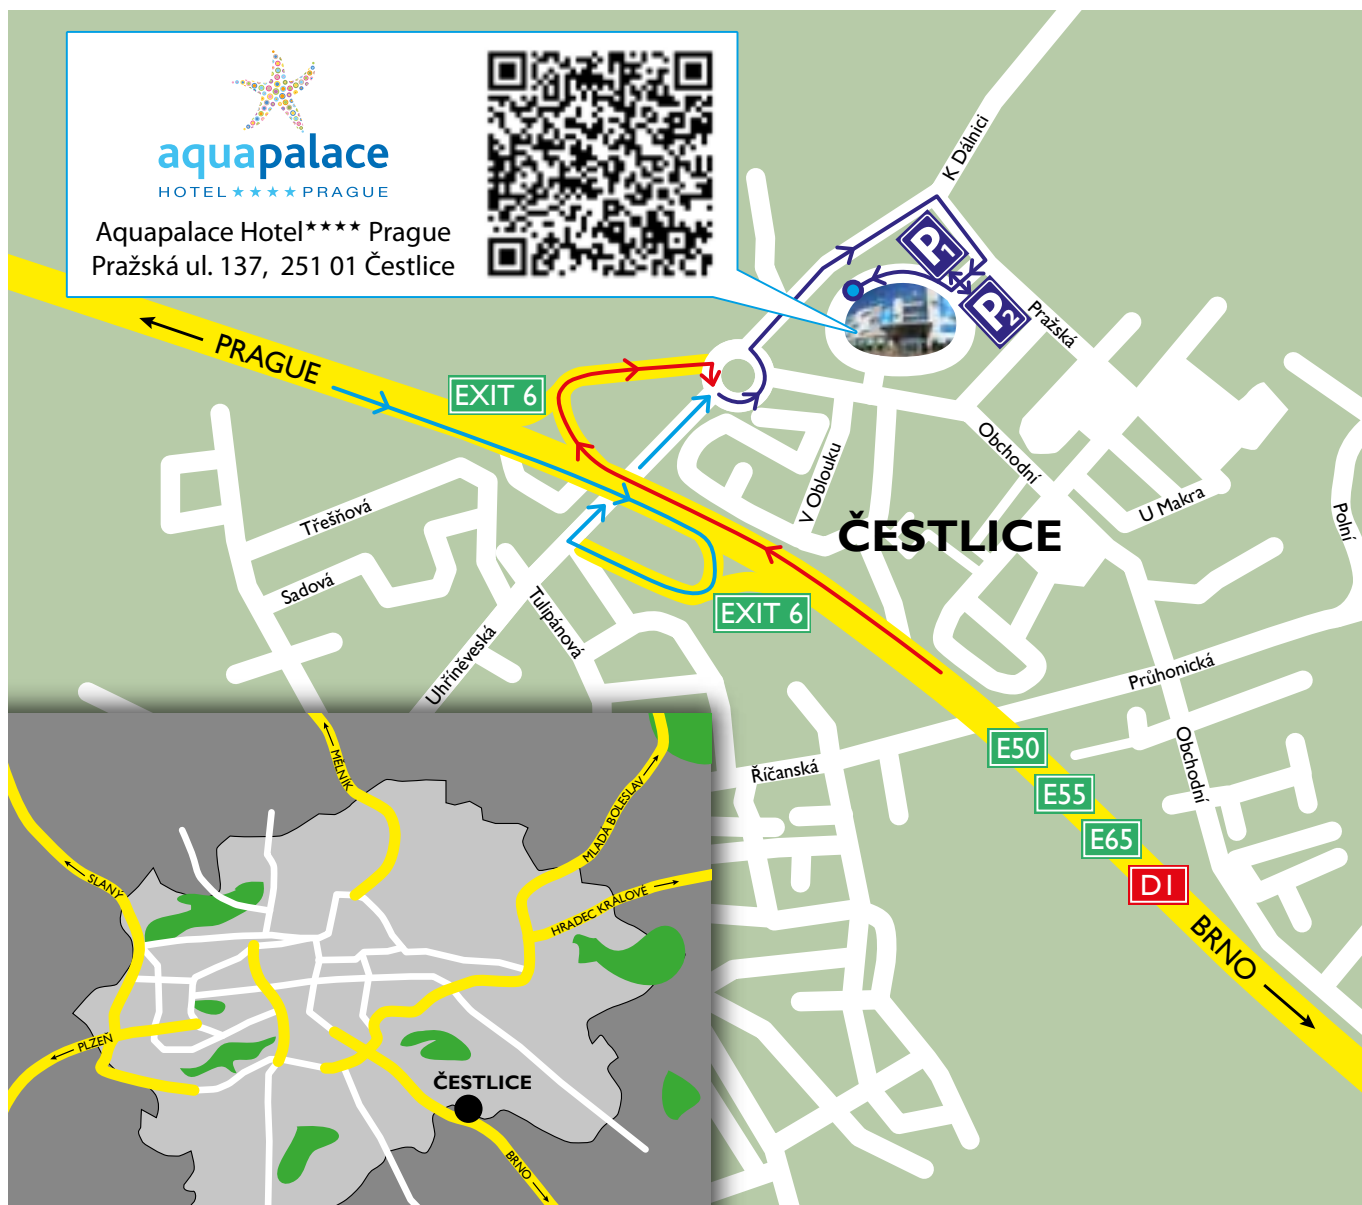 aquapalace
HOTEL ★★★★ PRAGUE
Aquapalace Hotel★★★★ Prague
Pražská ul. 137, 251 01 Čestlice
K Dálnici
P1
P2
Pražská
PRAGUE
EXIT 6
Obchodní
V Oblouku
U Makra
Polní
ČESTLICE
Třešňová
Sadová
Tulipánová
Uhříněveská
EXIT 6
Průhonická
Obchodní
Říčanská
E50
E55
E65
D1
BRNO
MĚLNÍK
MLADÁ BOLESLAV
SLANÝ
HRADEC KRÁLOVÉ
PLZEŇ
ČESTLICE
BRNO